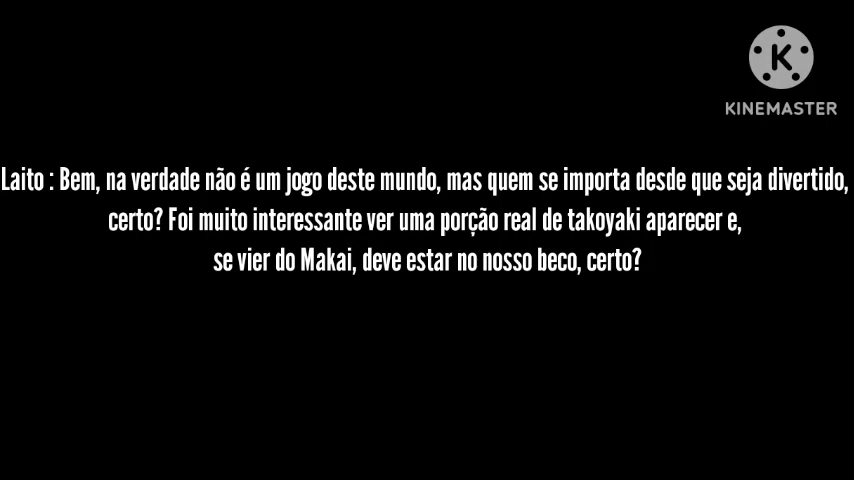 KINEMASTER
Laito : Bem, na verdade não é um jogo deste mundo, mas quem se importa desde que seja divertido,
certo? Foi muito interessante ver uma porção real de takoyaki aparecer e,
se vier do Makai, deve estar no nosso beco, certo?